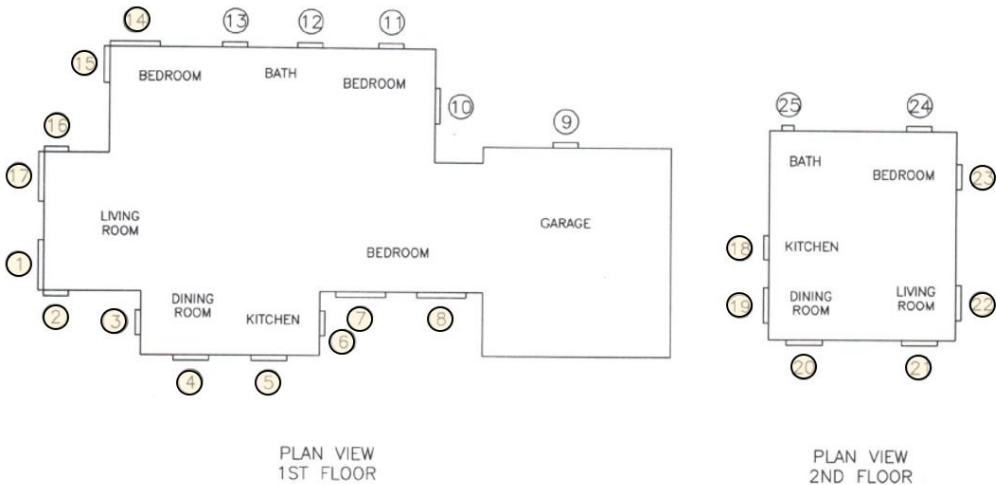 14 13 12 11
15 BEDROOM BATH BEDROOM
10
16
9
17
LIVING
ROOM
GARAGE
BEDROOM
1
2
3
DINING
ROOM
KITCHEN
6
7
8
4
5
PLAN VIEW
1ST FLOOR
25 24
BATH
BEDROOM
23
18
KITCHEN
19
DINING
ROOM
LIVING
ROOM
22
20 21
PLAN VIEW
2ND FLOOR